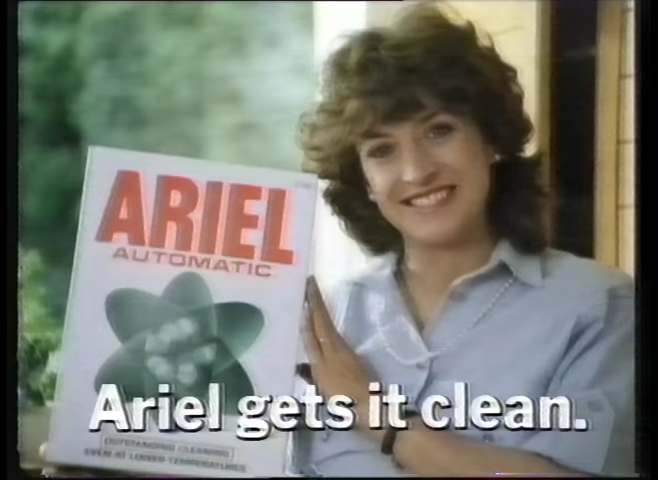 ARIEL
AUTOMATIC
Ariel gets it clean.
OUTSTANDING CLEANING
EVEN AT LOWER TEMPERATURES